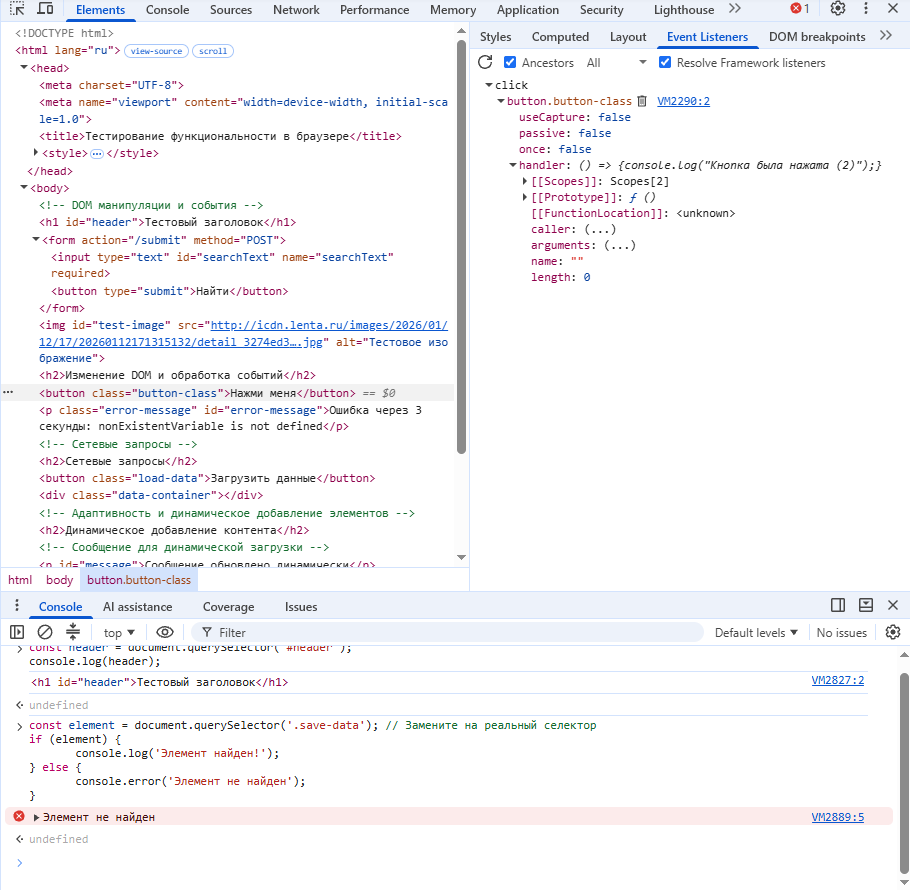 Elements Console Sources Network Performance Memory Application Security Lighthouse 1
<!DOCTYPE html>
<html lang="ru"> view-source scroll
<head>
<meta charset="UTF-8">
<meta name="viewport" content="width=device-width, initial-sca
le=1.0">
<title>Тестирование функциональности в браузере</title>
<style> … </style>
</head>
<body>
<!-- DOM манипуляции и события -->
<h1 id="header">Тестовый заголовок</h1>
<form action="/submit" method="POST">
<input type="text" id="searchText" name="searchText"
required>
<button type="submit">Найти</button>
</form>
<img id="test-image" src="http://icdn.lenta.ru/images/2026/01/
12/17/20260112171315132/detail_3274ed3….jpg" alt="Тестовое изо
бражение">
<h2>Изменение DOM и обработка событий</h2>
<button class="button-class">Нажми меня</button> == $0
<p class="error-message" id="error-message">Ошибка через 3
секунды: nonExistentVariable is not defined</p>
<!-- Сетевые запросы -->
<h2>Сетевые запросы</h2>
<button class="load-data">Загрузить данные</button>
<div class="data-container"></div>
<!-- Адаптивность и динамическое добавление элементов -->
<h2>Динамическое добавление контента</h2>
<!-- Сообщение для динамической загрузки -->
<p id="message">Сообщение обновлено динамически</p>
html body button.button-class
Styles Computed Layout Event Listeners DOM breakpoints
Ancestors All Resolve Framework listeners
click
button.button-class VM2290:2
useCapture: false
passive: false
once: false
handler: () => {console.log("Кнопка была нажата (2)");}
[[Scopes]]: Scopes[2]
[[Prototype]]: ƒ ()
[[FunctionLocation]]: <unknown>
caller: (...)
arguments: (...)
name: ""
length: 0
Console AI assistance Coverage Issues
top Filter Default levels No issues
const header = document.querySelector('#header');
console.log(header);
<h1 id="header">Тестовый заголовок</h1> VM2827:2
undefined
const element = document.querySelector('.save-data'); // Замените на реальный селектор
if (element) {
console.log('Элемент найден!');
} else {
console.error('Элемент не найден');
}
Элемент не найден VM2889:5
undefined